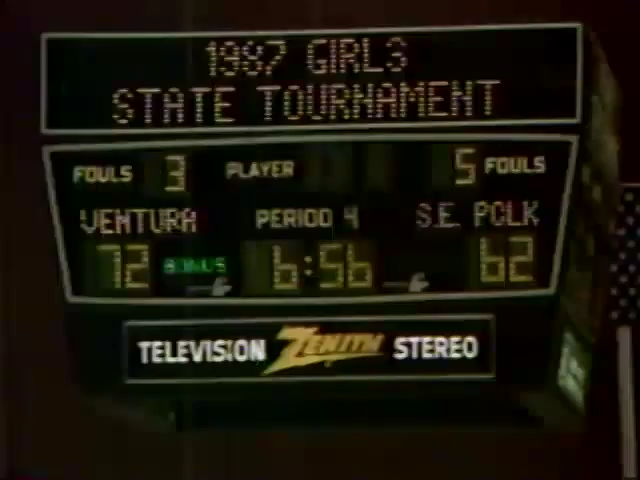 1987 GIRLS
STATE TOURNAMENT
FOULS 3 PLAYER 5 FOULS
VENTURA PERIOD 4 S.E. POLK
72 BONUS 6:56 62
TELEVISION ZENITH STEREO